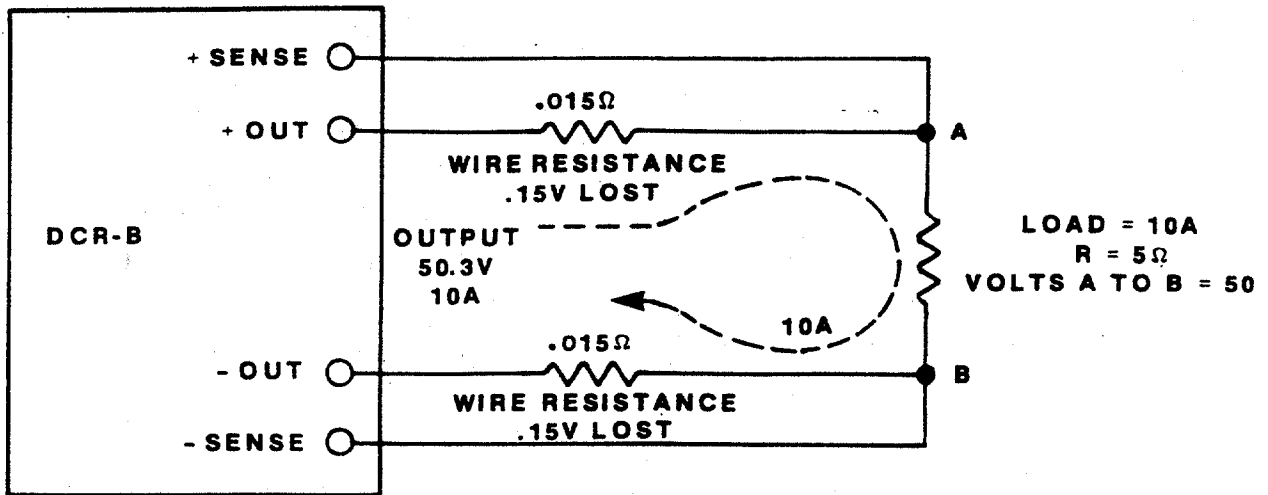 + SENSE
.015Ω
+ OUT
A
WIRE RESISTANCE
.15V LOST
DCR-B
OUTPUT
50.3V
10A
LOAD = 10A
R = 5Ω
VOLTS A TO B = 50
10A
.015Ω
- OUT
B
WIRE RESISTANCE
.15V LOST
- SENSE